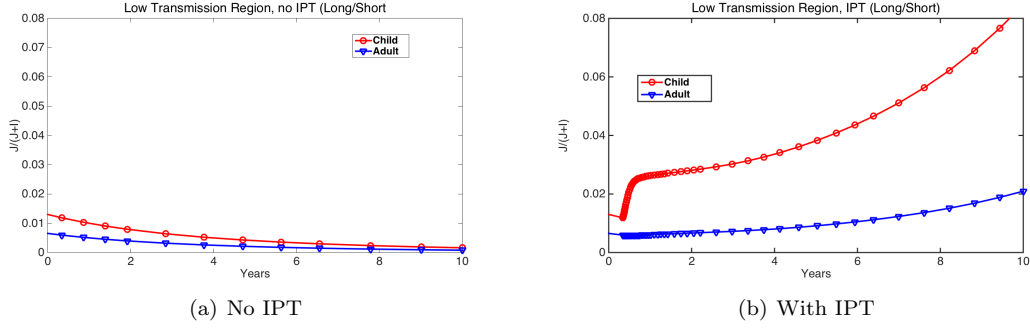 Low Transmission Region, no IPT (Long/Short
0.08
0.07
0.06
0.05
0.04
0.03
0.02
0.01
0
J/(J+I)
Child
Adult
0 2 4 6 8 10
Years
(a) No IPT
Low Transmission Region, IPT (Long/Short)
0.08
0.06
0.04
0.02
0
J/(J+I)
Child
Adult
0 2 4 6 8 10
Years
(b) With IPT